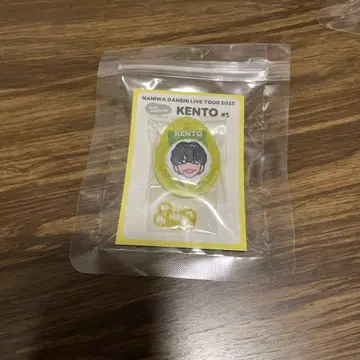 NANIWA DANSHI LIVE TOUR 2025
KENTO #5
KENTO